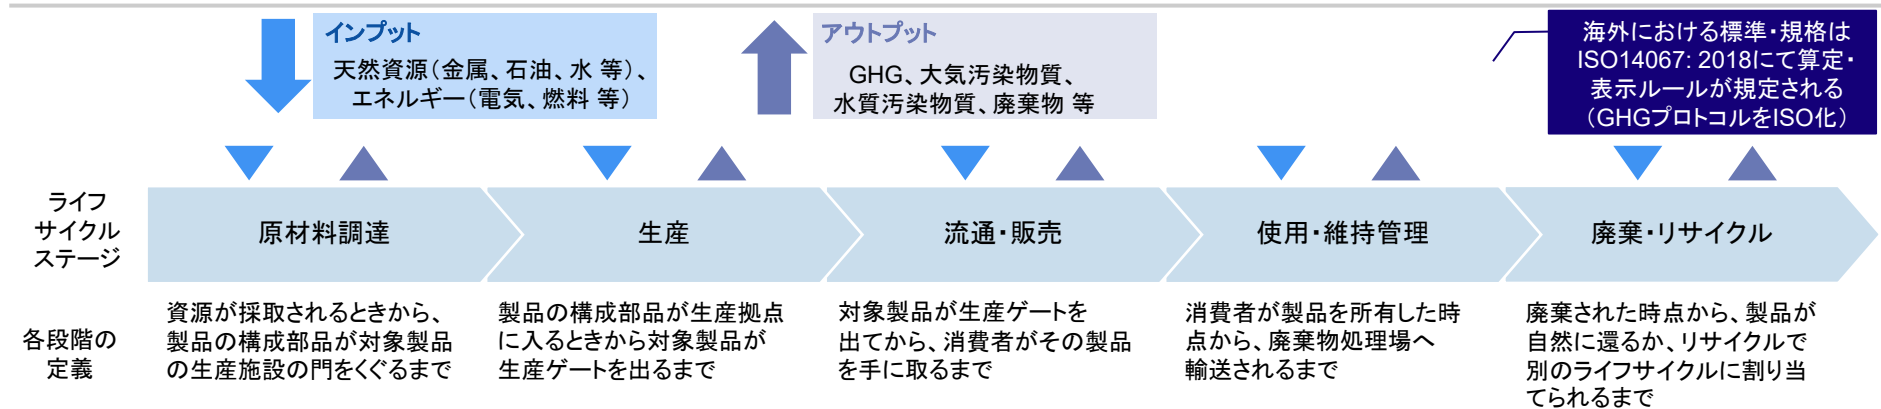 インプット
天然資源(金属、石油、水 等)、
エネルギー(電気、燃料 等)
アウトプット
GHG、大気汚染物質、
水質汚染物質、廃棄物 等
海外における標準・規格は
ISO14067: 2018にて算定・
表示ルールが規定される
(GHGプロトコルをISO化)
ライフ
サイクル
ステージ
原材料調達
生産
流通・販売
使用・維持管理
廃棄・リサイクル
各段階の
定義
資源が採取されるときから、
製品の構成部品が対象製品
の生産施設の門をくぐるまで
製品の構成部品が生産拠点
に入るときから対象製品が
生産ゲートを出るまで
対象製品が生産ゲートを
出てから、消費者がその製品
を手に取るまで
消費者が製品を所有した時
点から、廃棄物処理場へ
輸送されるまで
廃棄された時点から、製品が
自然に還るか、リサイクルで
別のライフサイクルに割り当
てられるまで